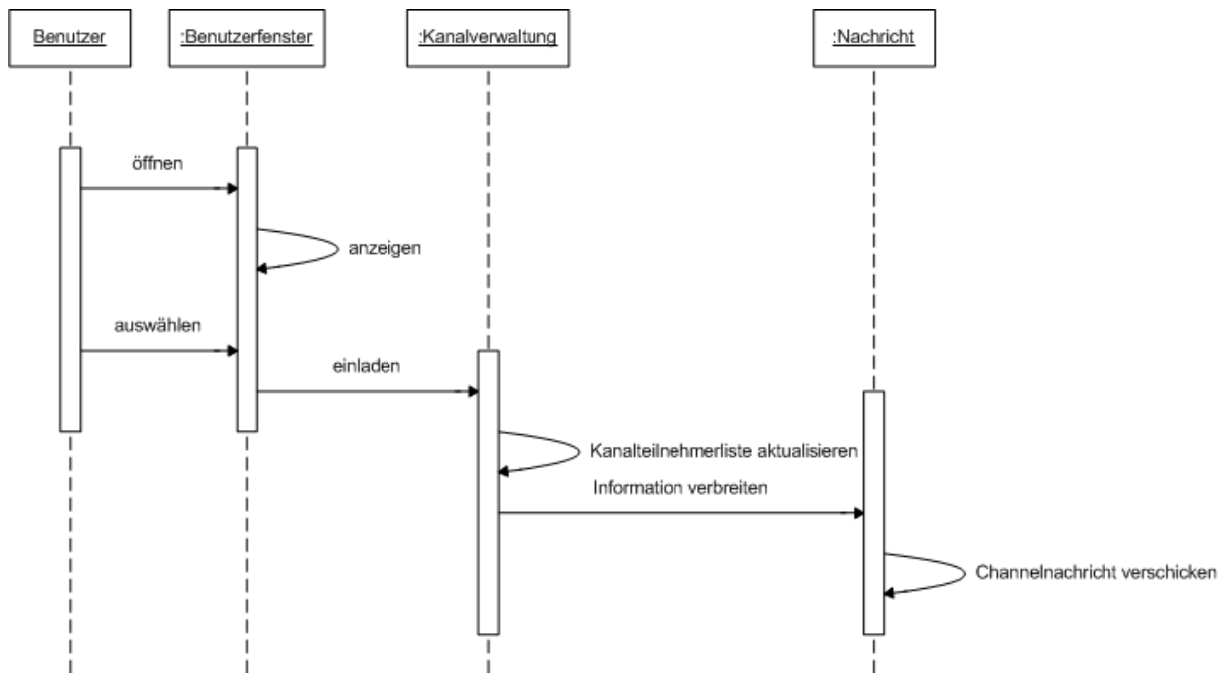 Benutzer
:Benutzerfenster
:Kanalverwaltung
:Nachricht
öffnen
anzeigen
auswählen
einladen
Kanalteilnehmerliste aktualisieren
Information verbreiten
Channelnachricht verschicken